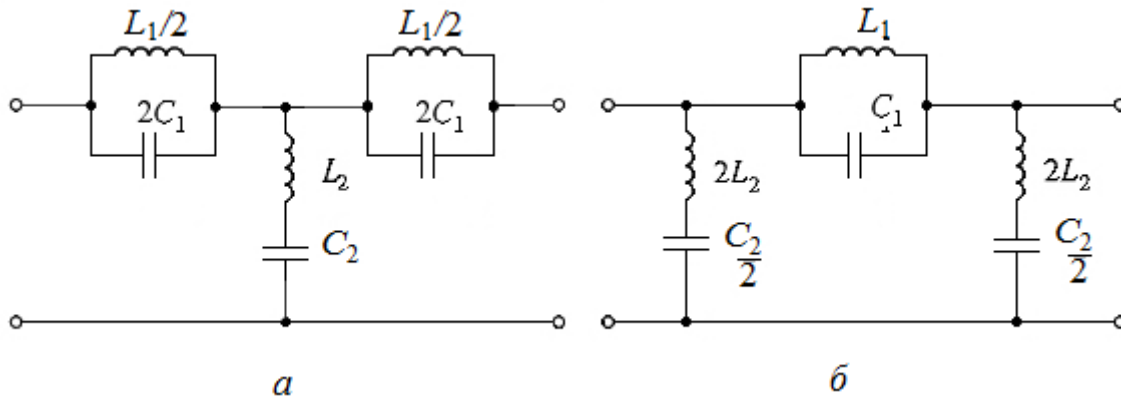 L₁/2
L₁/2
2C₁
2C₁
L₂
C₂
а
L₁
C₁
2L₂
2L₂
C₂/2
C₂/2
б